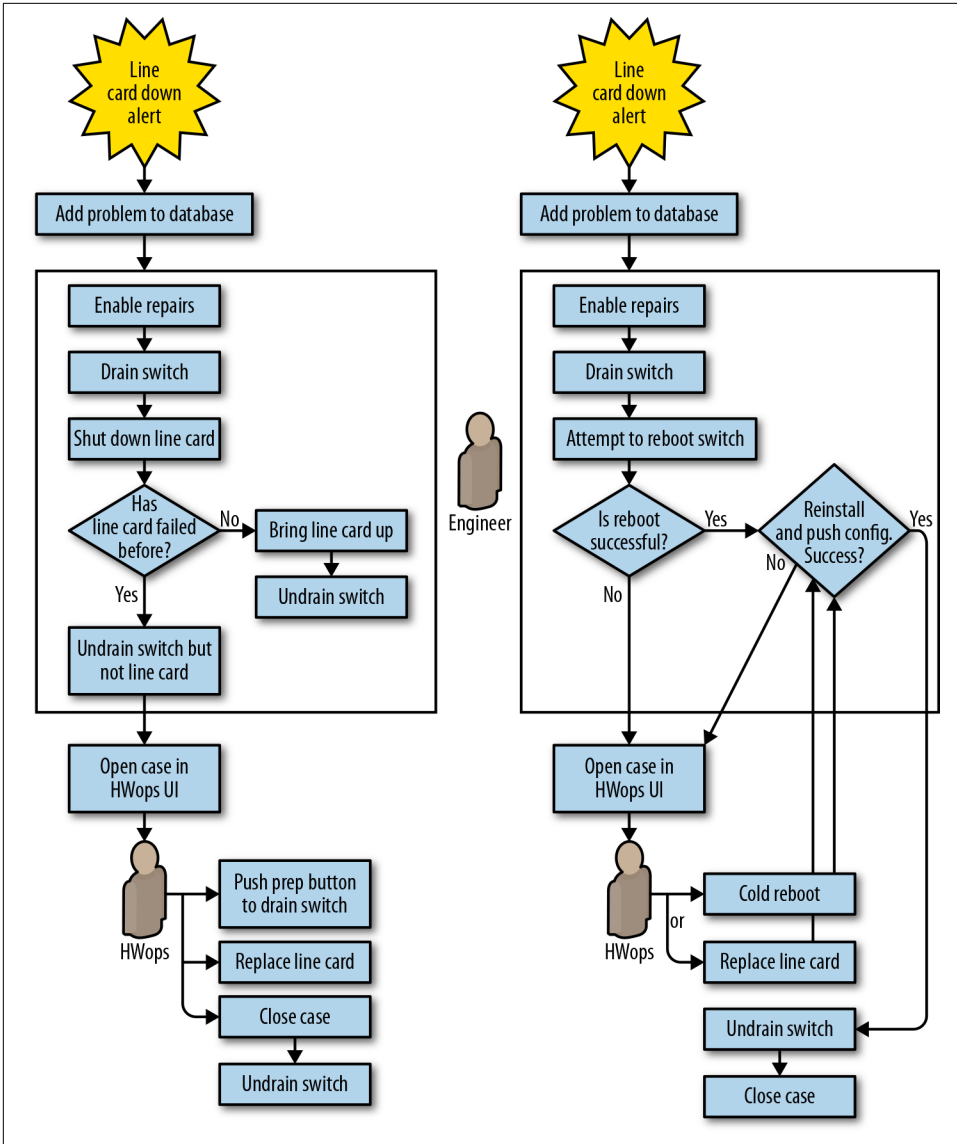 Line
card down
alert
Add problem to database
Enable repairs
Drain switch
Shut down line card
Has
line card failed
before?
No
Bring line card up
Undrain switch
Yes
Undrain switch but
not line card
Open case in
HWops UI
HWops
Push prep button
to drain switch
Replace line card
Close case
Undrain switch
Engineer
Line
card down
alert
Add problem to database
Enable repairs
Drain switch
Attempt to reboot switch
Is reboot
successful?
Yes
No
Reinstall
and push config.
Success?
Yes
No
Open case in
HWops UI
HWops
Cold reboot
or
Replace line card
Undrain switch
Close case